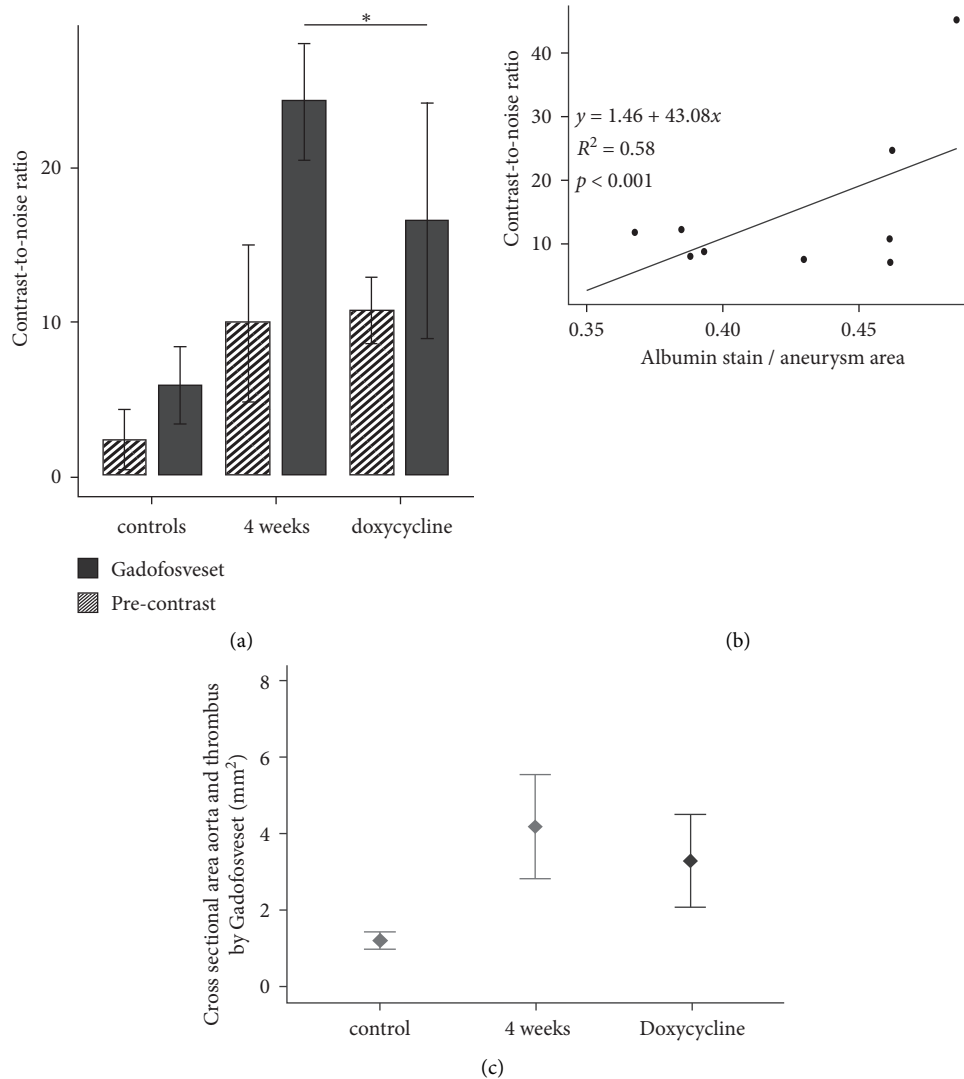 *
Contrast-to-noise ratio
20
10
0
controls 4 weeks doxycycline
Gadofosveset
Pre-contrast
(a)
Contrast-to-noise ratio
40
30
20
10
y = 1.46 + 43.08x
R² = 0.58
p < 0.001
0.35 0.40 0.45
Albumin stain / aneurysm area
(b)
Cross sectional area aorta and thrombus
by Gadofosveset (mm²)
8
6
4
2
0
control 4 weeks Doxycycline
(c)